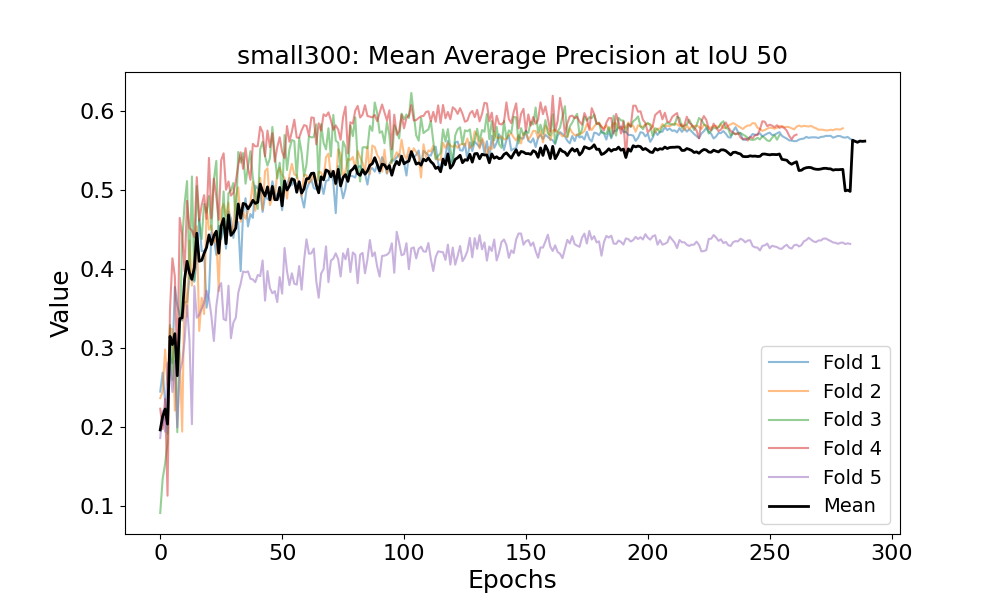 small300: Mean Average Precision at IoU 50
Value
0.6
0.5
0.4
0.3
0.2
0.1
0 50 100 150 200 250 300
Epochs
Fold 1
Fold 2
Fold 3
Fold 4
Fold 5
Mean